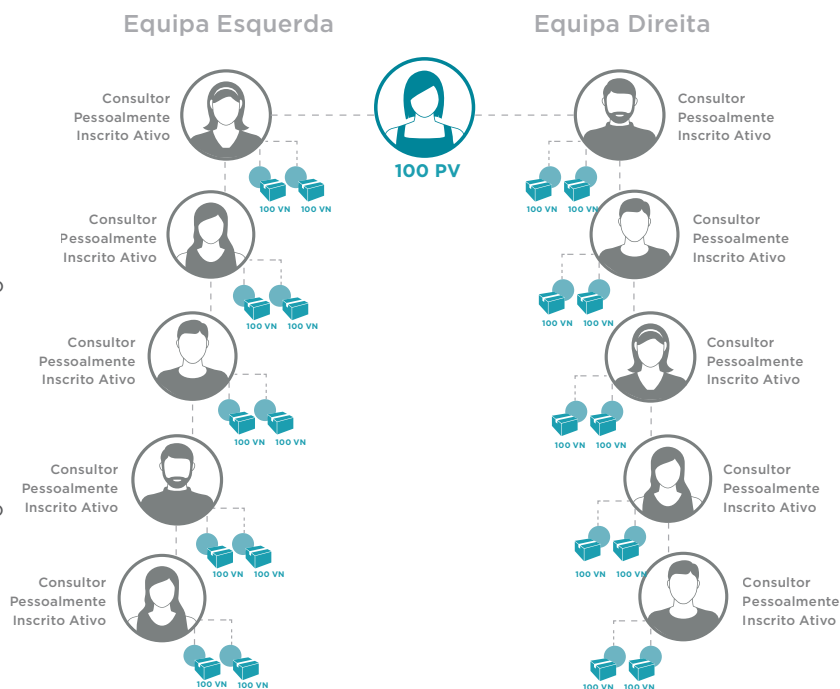 Equipa Esquerda
Equipa Direita
Consultor
Pessoalmente
Inscrito Ativo
100 PV
Consultor
Pessoalmente
Inscrito Ativo
100 VN
100 VN
100 VN
100 VN
Consultor
Pessoalmente
Inscrito Ativo
Consultor
Pessoalmente
Inscrito Ativo
100 VN
100 VN
100 VN
100 VN
Consultor
Pessoalmente
Inscrito Ativo
Consultor
Pessoalmente
Inscrito Ativo
100 VN
100 VN
100 VN
100 VN
Consultor
Pessoalmente
Inscrito Ativo
Consultor
Pessoalmente
Inscrito Ativo
100 VN
100 VN
100 VN
100 VN
Consultor
Pessoalmente
Inscrito Ativo
Consultor
Pessoalmente
Inscrito Ativo
100 VN
100 VN
100 VN
100 VN